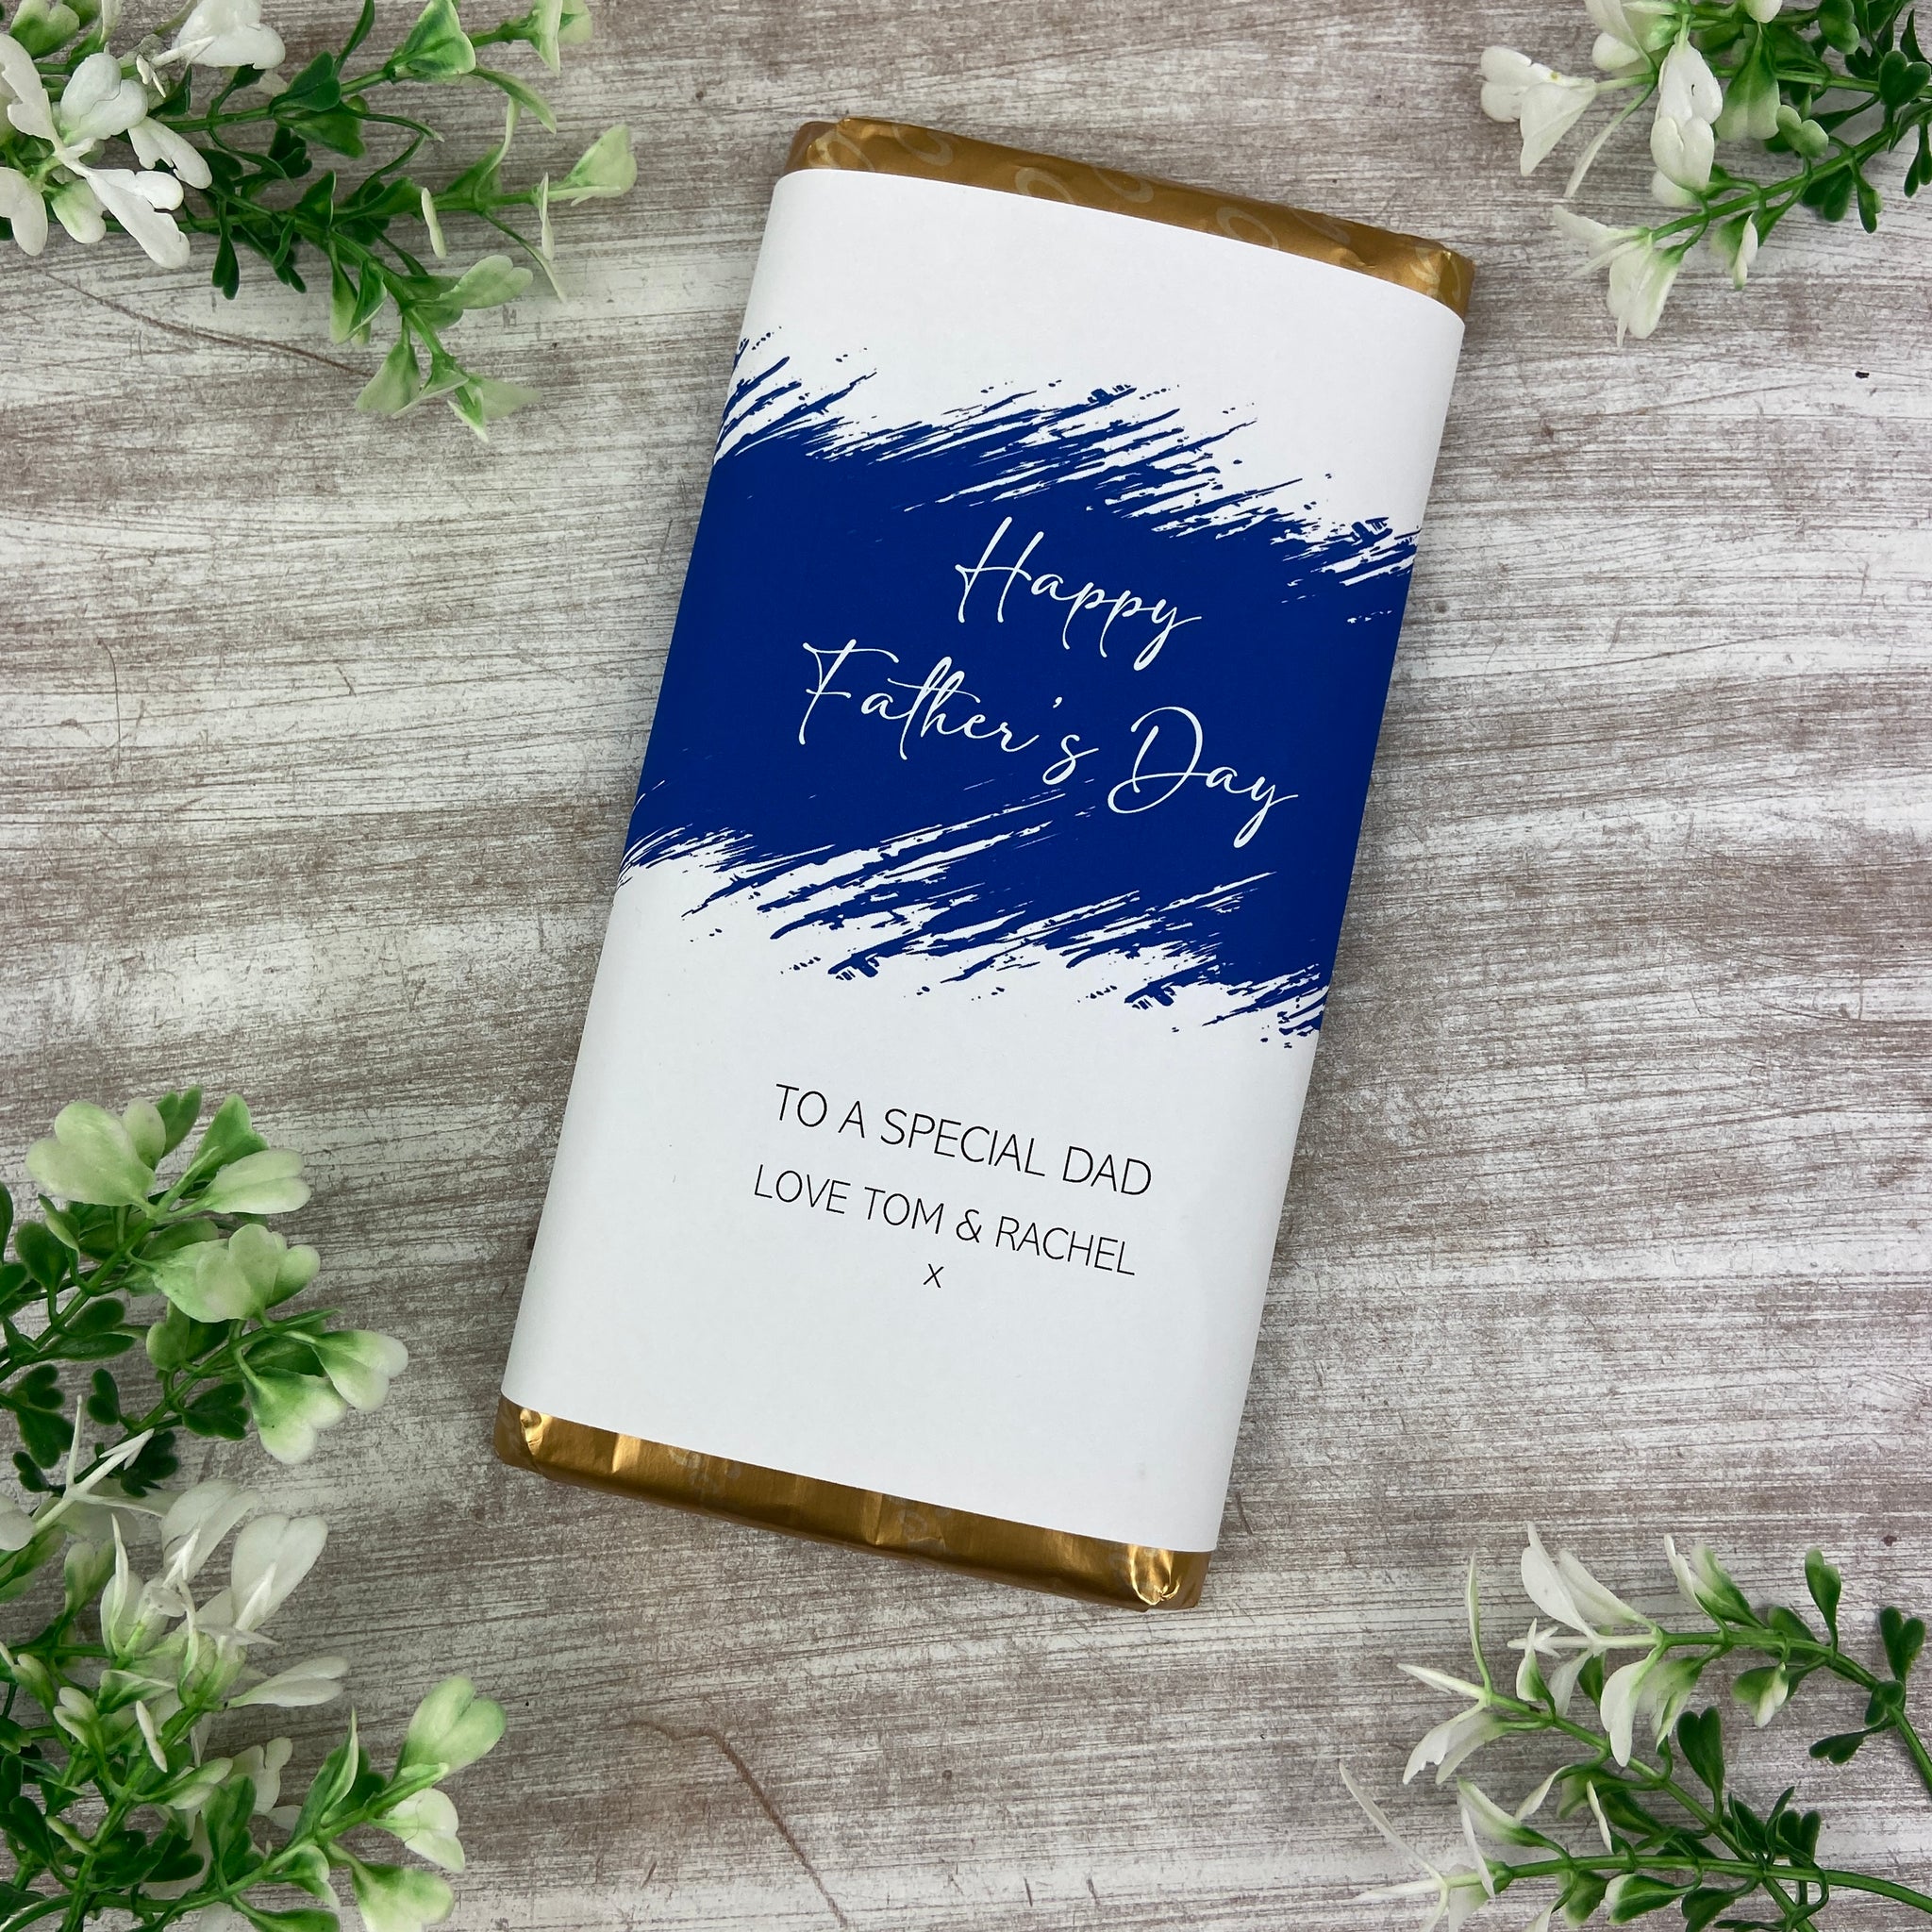 Happy
Father's Day
TO A SPECIAL DAD
LOVE TOM & RACHEL
X